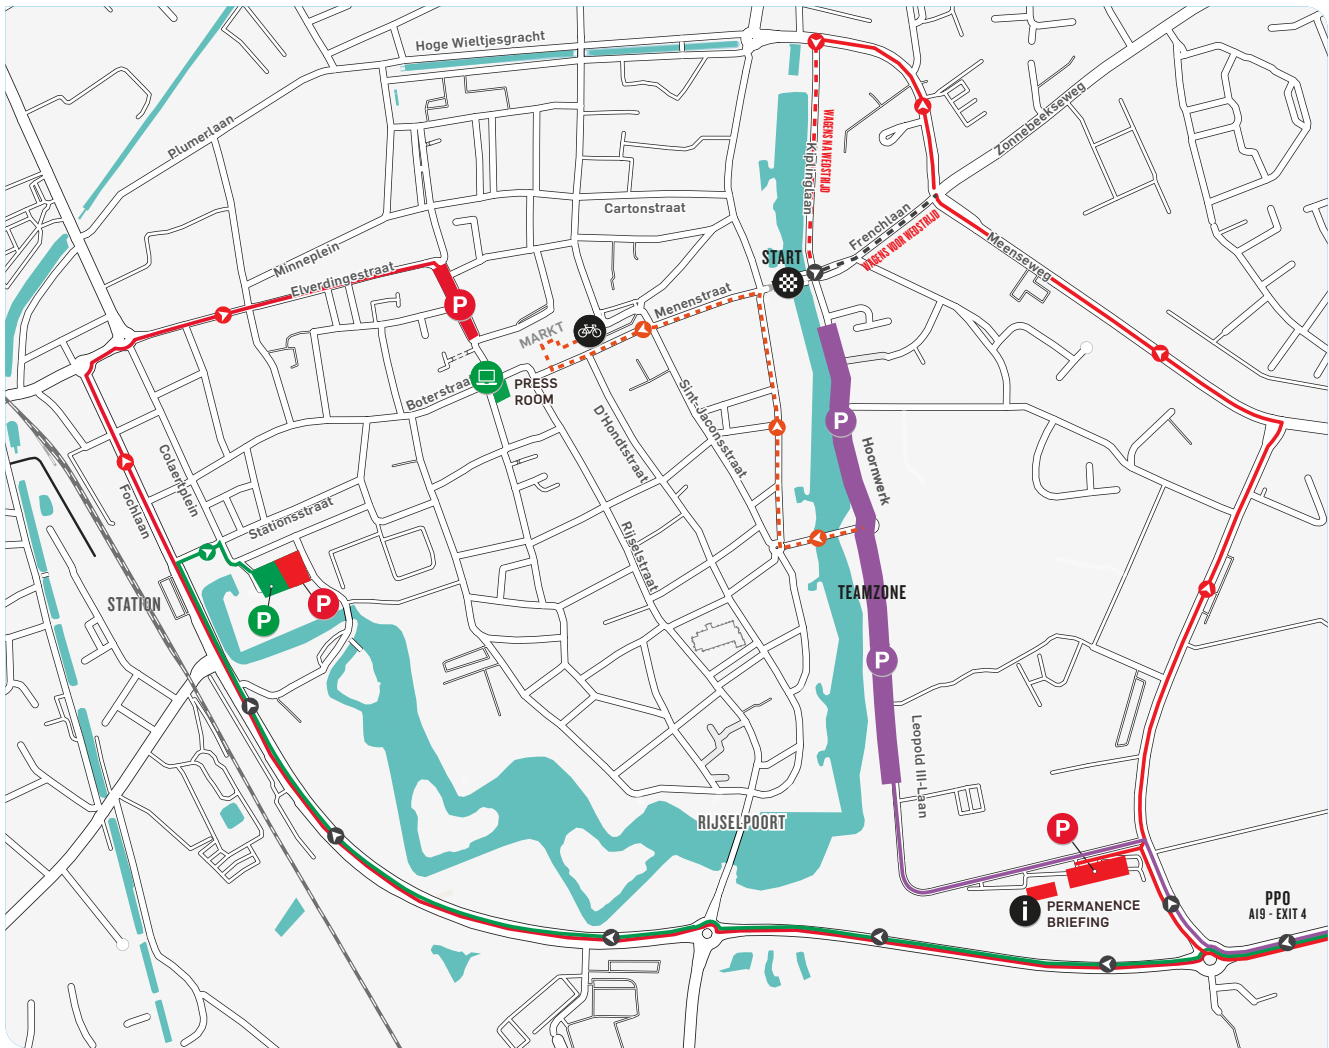 Hoge Wieltjesgracht
Plumerlaan
Zonnebeekseweg
WAGENS NA WEDSTRIJD
Kiplinglaan
Cartonstraat
Frenchlaan
WAGENS VOOR WEDSTRIJD
Meenseweg
Minneplein
START
Elverdingestraat
Menenstraat
P
MARKT
PRESS
ROOM
Boterstraat
Sint-Jaconsstraat
D'Hondtstraat
P
Hoornwerk
Colaertplein
Fochlaan
Stationsstraat
Rijselstraat
STATION
P
P
TEAMZONE
P
Leopold III-Laan
RIJSELPOORT
P
i
PERMANENCE
BRIEFING
PPO
A19 - EXIT 4